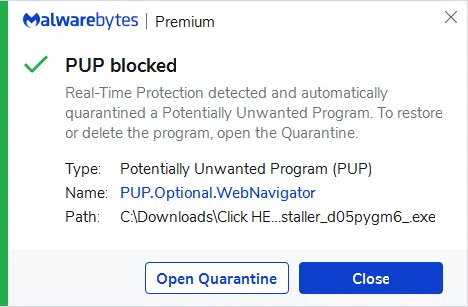 Malwarebytes | Premium
PUP blocked
Real-Time Protection detected and automatically
quarantined a Potentially Unwanted Program. To restore
or delete the program, open the Quarantine.
Type: Potentially Unwanted Program (PUP)
Name: PUP.Optional.WebNavigator
Path: C:\Downloads\Click HE...staller_d05pygm6_.exe
Open Quarantine
Close